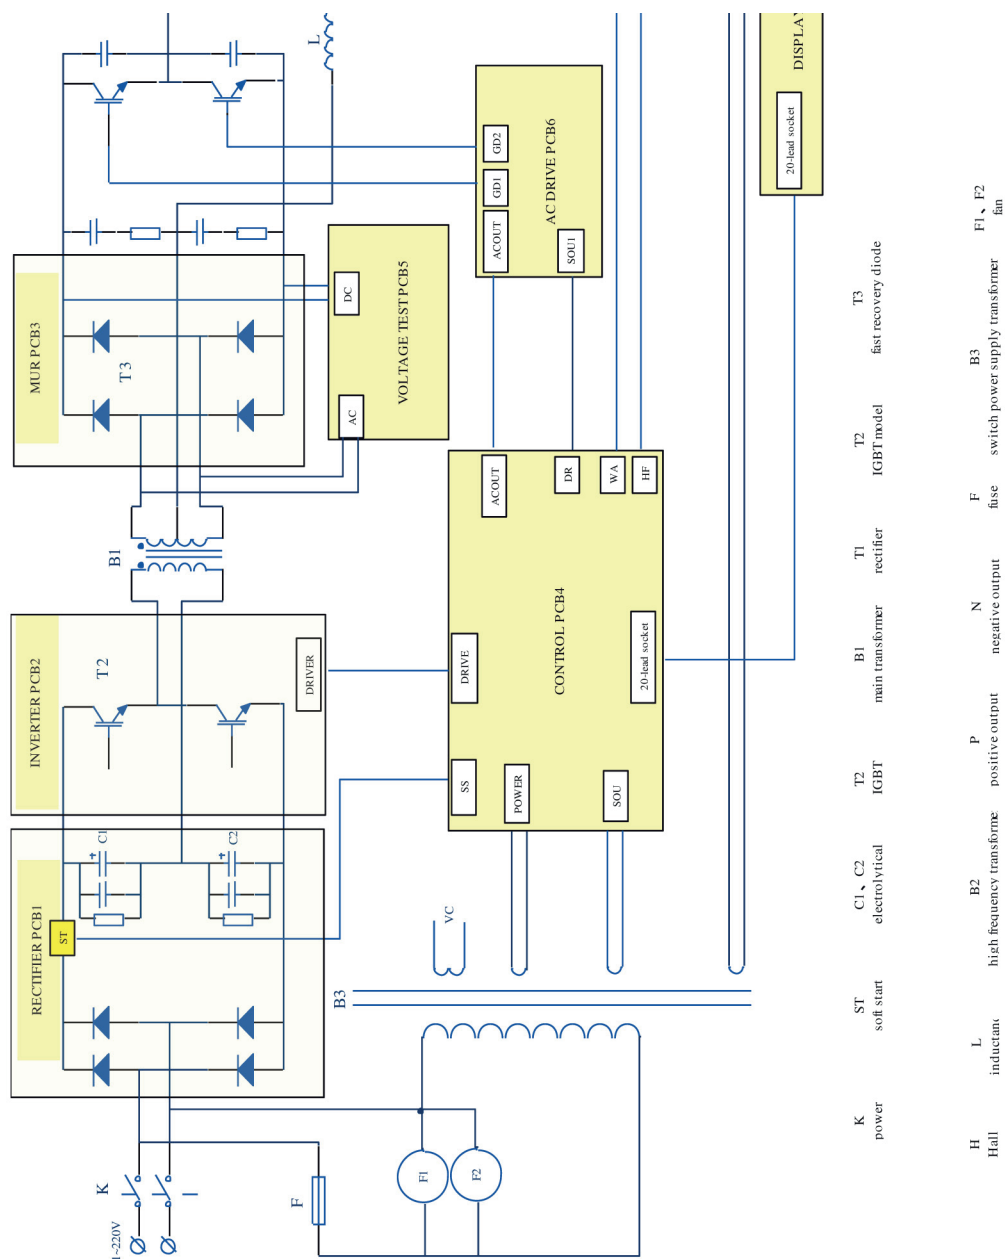 1~220V
K
F
F1
F2
RECTIFIER PCB1
ST
C1
C2
B3
VC
INVERTER PCB2
T2
DRIVER
B1
MUR PCB3
T3
L
VOLTAGE TEST PCB5
AC
DC
CONTROL PCB4
SS
DRIVE
ACOUT
POWER
DR
SOU
20-lead socket
WA
HF
AC DRIVE PCB6
ACOUT
GD1
GD2
SOU1
DISPLAY
20-lead socket
K
power
ST
soft start
C1、C2
electrolytical
T2
IGBT
B1
main transformer
T1
rectifier
T2
IGBT model
T3
fast recovery diode
H
Hall
L
inductanc
B2
high frequency transforme
P
positive output
N
negative output
F
fuse
B3
switch power supply transformer
F1、F2
fan